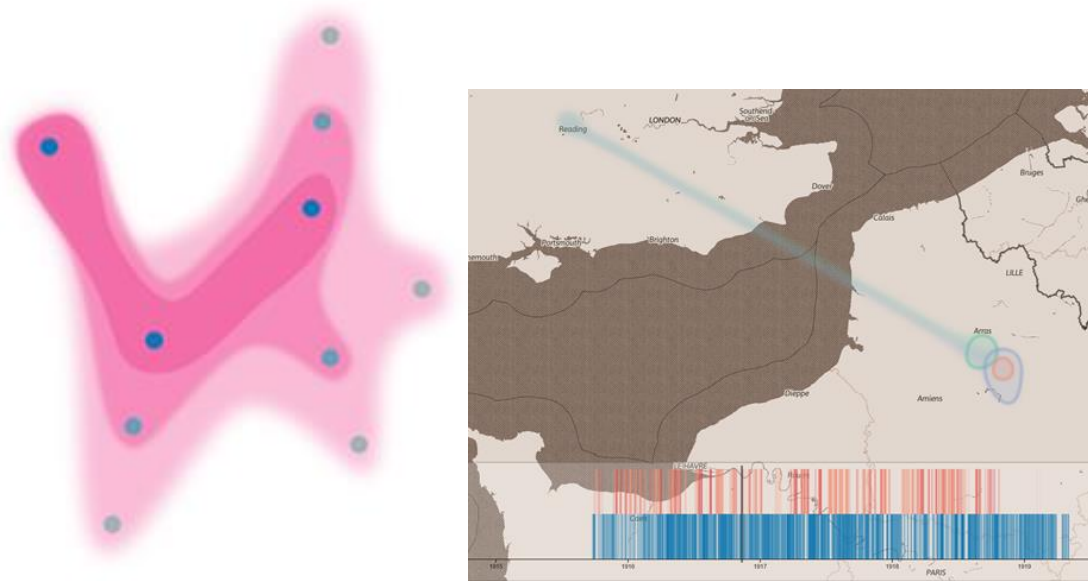 LONDON
Southend
on-Sea
Reading
Dover
Bruges
Calais
Portsmouth
Brighton
nemouth
LILLE
Arras
Dieppe
Amiens
LE HAVRE
Rouen
Caen
1915
1916
1917
1918
1919
PARIS